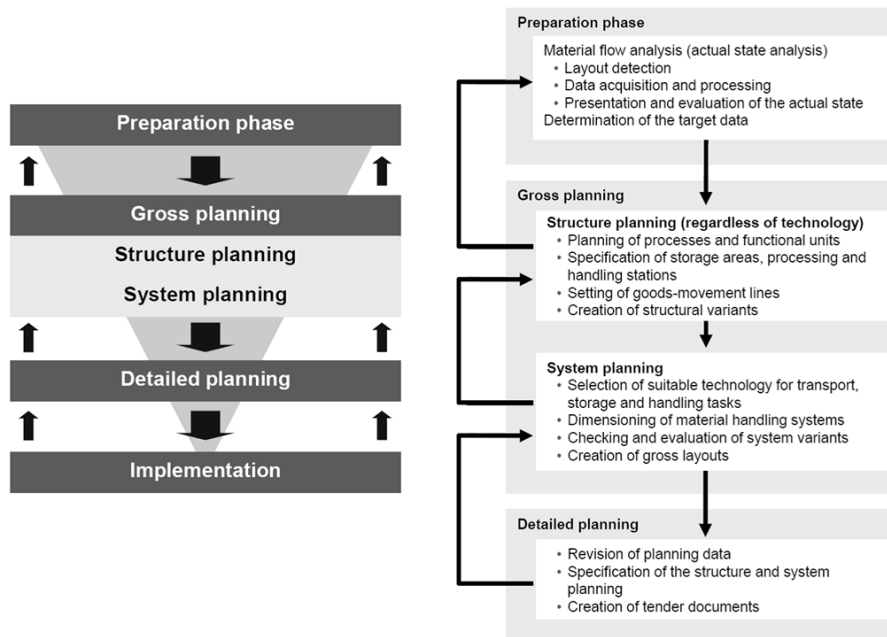 Preparation phase
Gross planning
Structure planning
System planning
Detailed planning
Implementation
Preparation phase
Material flow analysis (actual state analysis)
• Layout detection
• Data acquisition and processing
• Presentation and evaluation of the actual state
Determination of the target data
Gross planning
Structure planning (regardless of technology)
• Planning of processes and functional units
• Specification of storage areas, processing and
handling stations
• Setting of goods-movement lines
• Creation of structural variants
System planning
• Selection of suitable technology for transport,
storage and handling tasks
• Dimensioning of material handling systems
• Checking and evaluation of system variants
• Creation of gross layouts
Detailed planning
• Revision of planning data
• Specification of the structure and system
planning
• Creation of tender documents